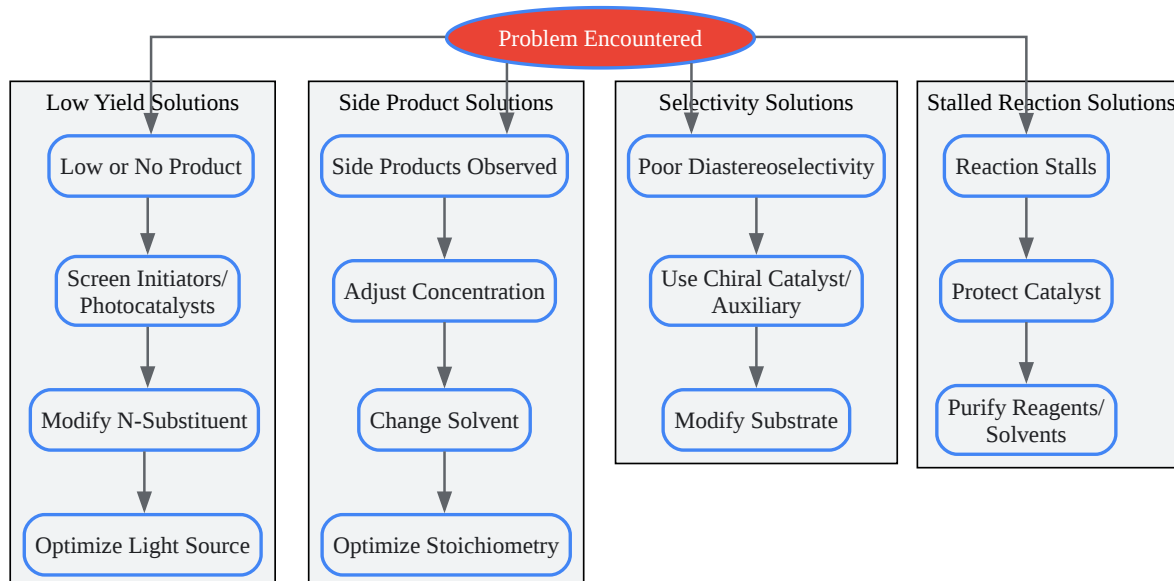 Problem Encountered
Low Yield Solutions
Low or No Product
Screen Initiators/
Photocatalysts
Modify N-Substituent
Optimize Light Source
Side Product Solutions
Side Products Observed
Adjust Concentration
Change Solvent
Optimize Stoichiometry
Selectivity Solutions
Poor Diastereoselectivity
Use Chiral Catalyst/
Auxiliary
Modify Substrate
Stalled Reaction Solutions
Reaction Stalls
Protect Catalyst
Purify Reagents/
Solvents